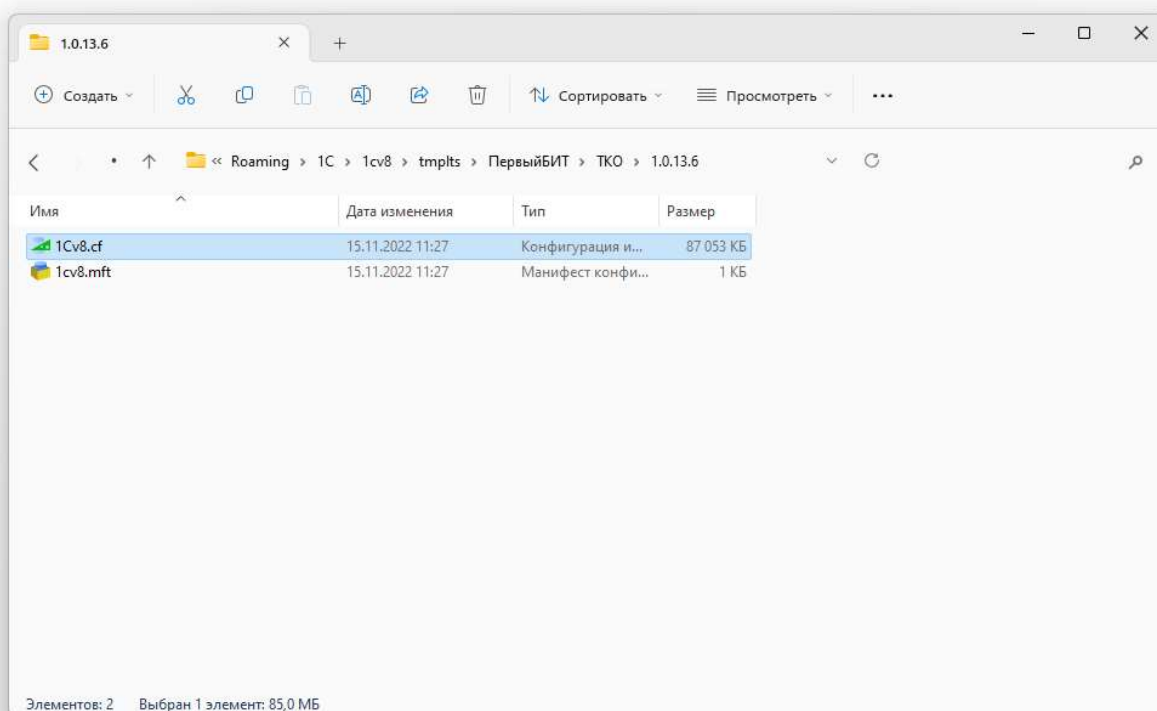 1.0.13.6
Создать Сортировать Просмотреть ...
« Roaming > 1C > 1cv8 > tmplts > ПервыйБИТ > ТКО > 1.0.13.6
Имя Дата изменения Тип Размер
1Cv8.cf 15.11.2022 11:27 Конфигурация и... 87 053 КБ
1cv8.mft 15.11.2022 11:27 Манифест конфи... 1 КБ
Элементов: 2 Выбран 1 элемент: 85,0 МБ